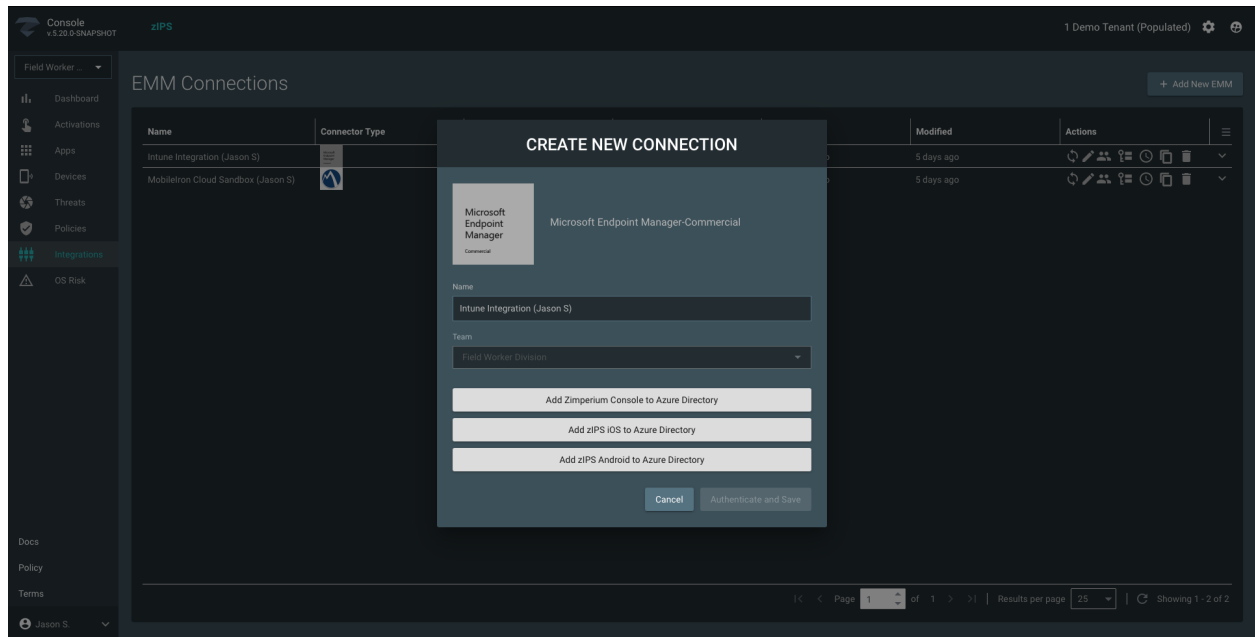 Console
v.5.20.0-SNAPSHOT
zIPS
1 Demo Tenant (Populated)
Field Worker ...
Dashboard
Activations
Apps
Devices
Threats
Policies
Integrations
OS Risk
Docs
Policy
Terms
Jason S.
EMM Connections
+ Add New EMM
Name
Connector Type
Modified
Actions
Intune Integration (Jason S)
5 days ago
MobileIron Cloud Sandbox (Jason S)
5 days ago
CREATE NEW CONNECTION
Microsoft
Endpoint
Manager
Commercial
Microsoft Endpoint Manager-Commercial
Name
Intune Integration (Jason S)
Team
Field Worker Division
Add Zimperium Console to Azure Directory
Add zIPS iOS to Azure Directory
Add zIPS Android to Azure Directory
Cancel
Authenticate and Save
Page 1 of 1
Results per page 25
Showing 1 - 2 of 2